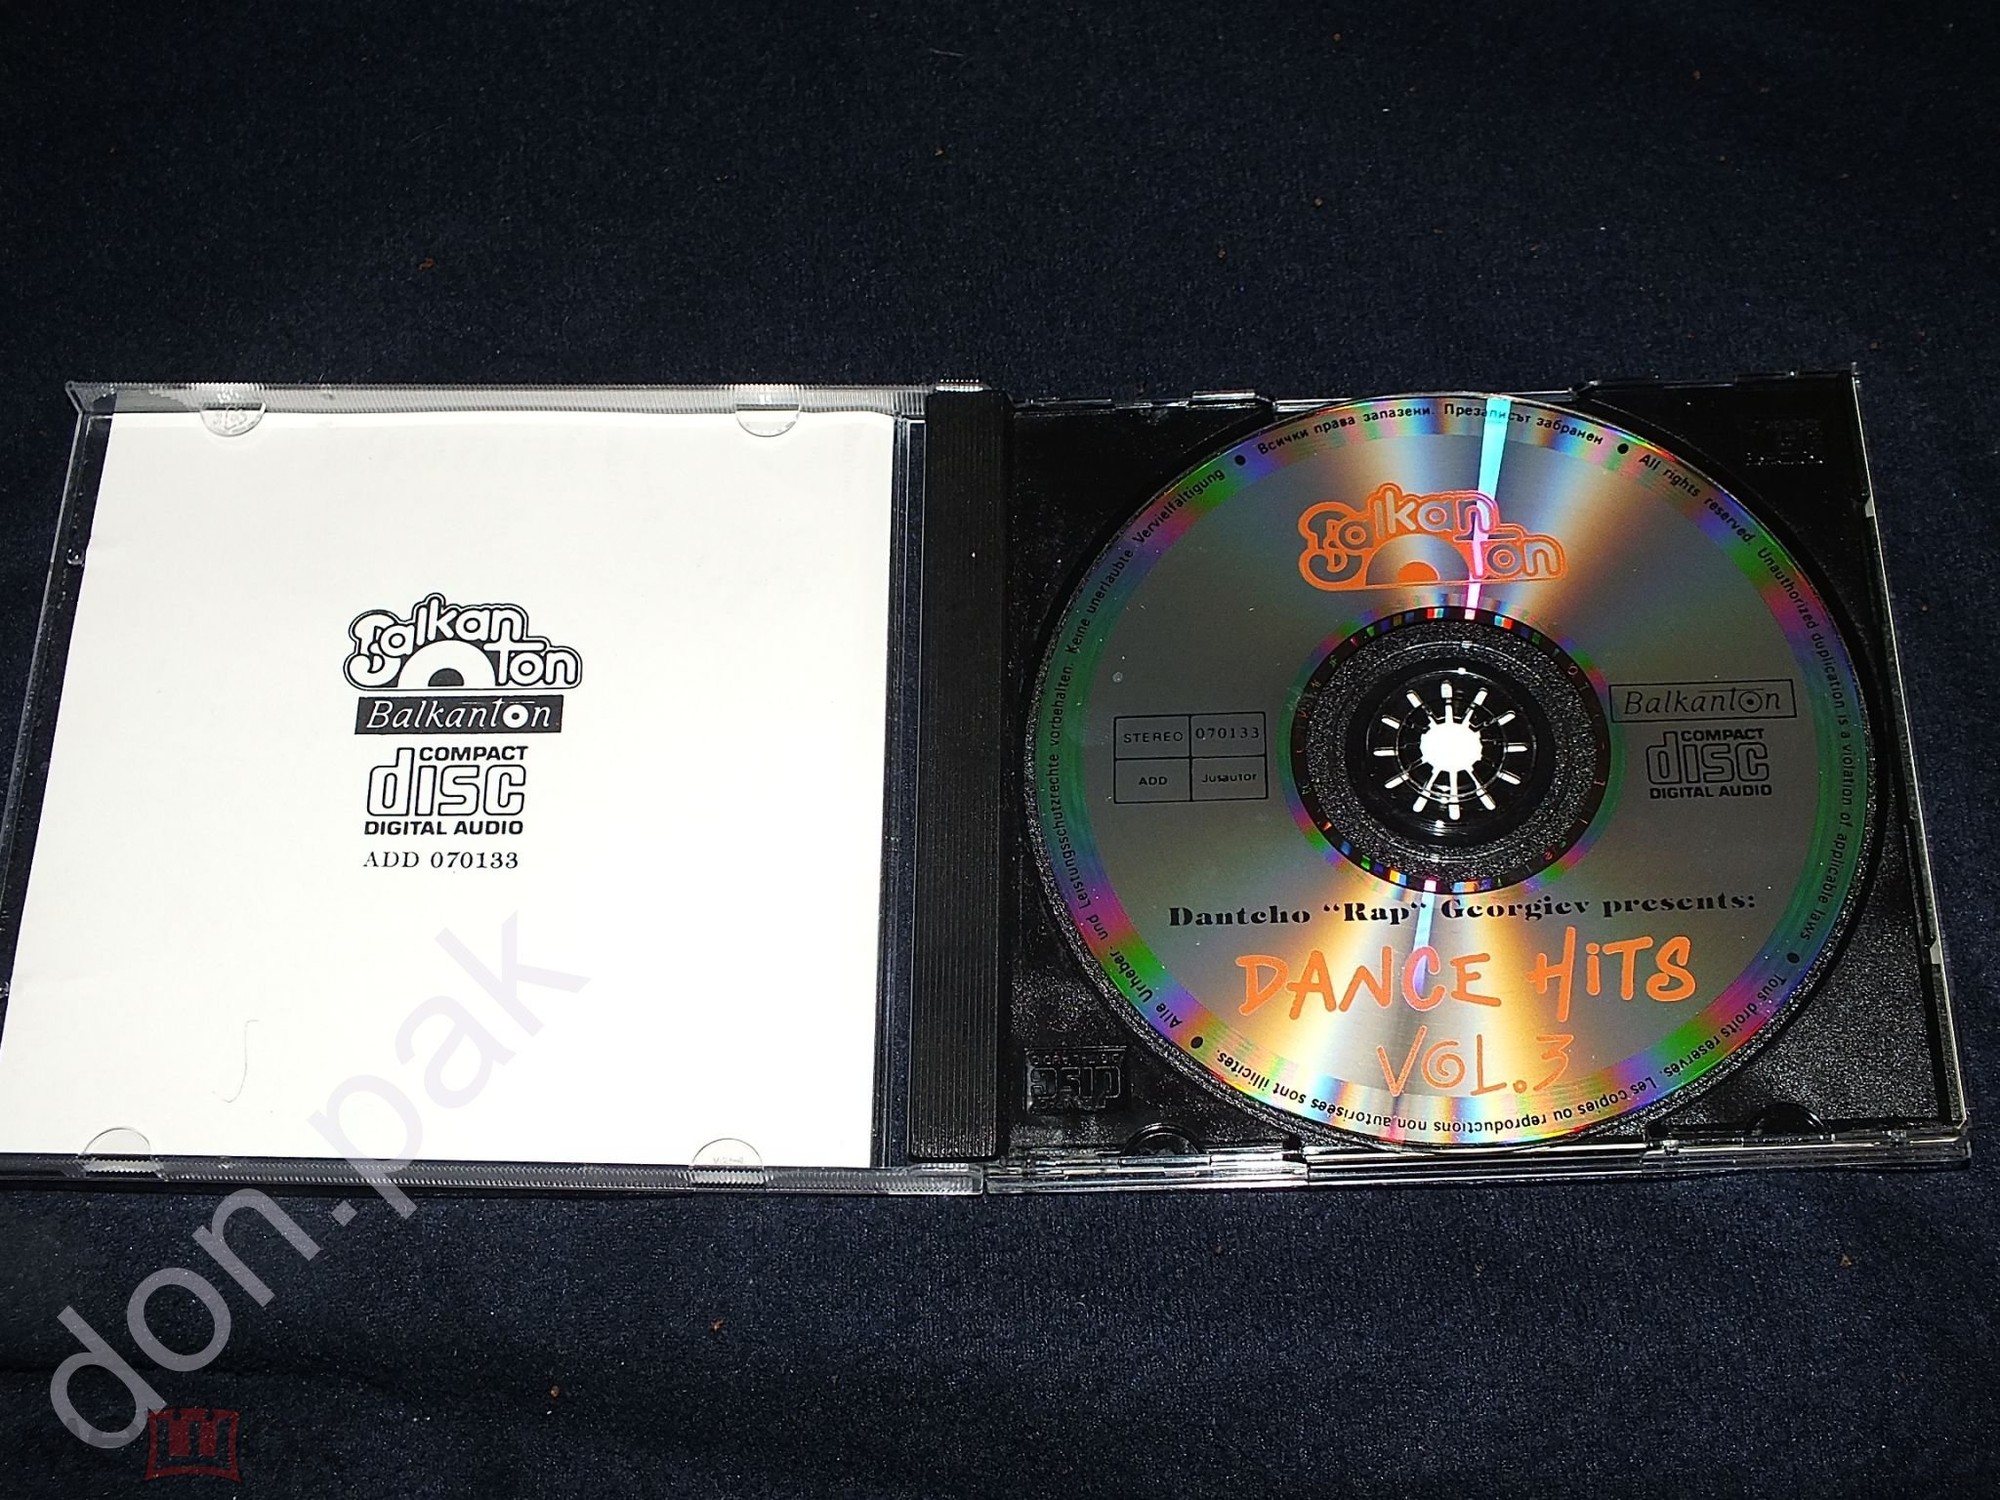 Balkanton
Balkanton
COMPACT
disc
DIGITAL AUDIO
ADD 070133
Всички права запазени. Презаписът забранен ● All rights reserved. Unauthorized duplication is a violation of applicable laws ● Tous droits reservés. Les copies ou reproductions non autorisées sont illicites. ● Alle Urheber- und Leistungsschutzrechte vorbehalten. Keine unerlaubte Vervielfältigung ●
Balkanton
Balkanton
COMPACT
disc
DIGITAL AUDIO
STEREO 070133
ADD Jusautor
Dantcho “Rap“ Georgiev presents:
DANCE HiTS
VOL.3
disc
don.pak